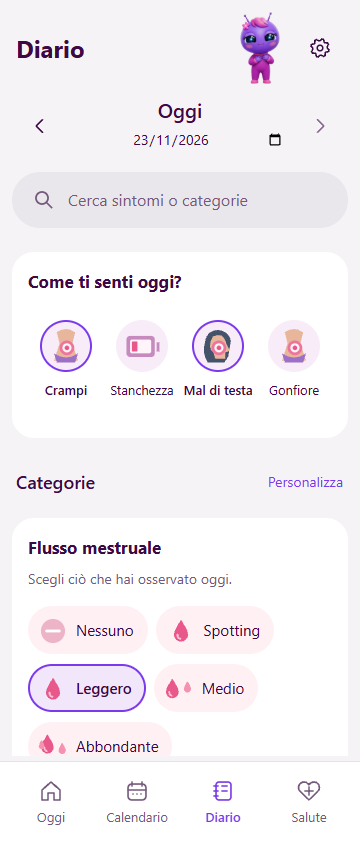 Diario
Oggi
23/11/2026
Cerca sintomi o categorie
Come ti senti oggi?
Crampi
Stanchezza
Mal di testa
Gonfiore
Categorie
Personalizza
Flusso mestruale
Scegli ciò che hai osservato oggi.
Nessuno
Spotting
Leggero
Medio
Abbondante
Oggi
Calendario
Diario
Salute